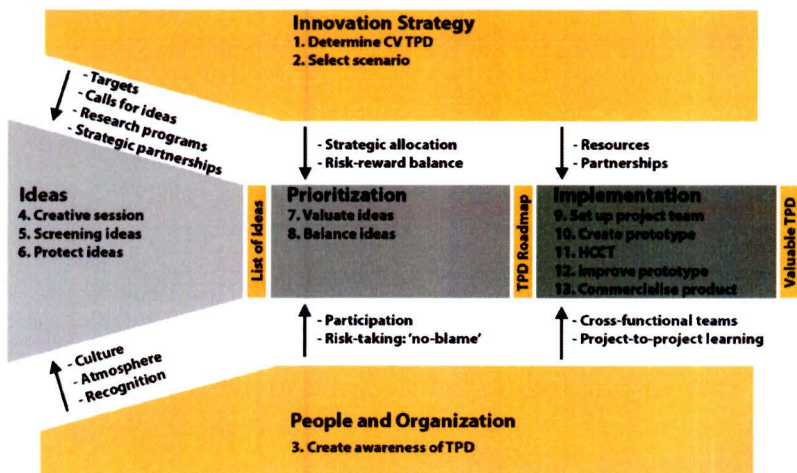 Innovation Strategy
1. Determine CV TPD
2. Select scenario
- Targets
- Calls for ideas
- Research programs
- Strategic partnerships
- Strategic allocation
- Risk-reward balance
- Resources
- Partnerships
Ideas
4. Creative session
5. Screening ideas
6. Protect ideas
List of Ideas
Prioritization
7. Valuate ideas
8. Balance ideas
TPD Roadmap
Implementation
9. Set up project team
10. Create prototype
11. HCCT
12. Improve prototype
13. Commercialise product
Valuable TPD
- Culture
- Atmosphere
- Recognition
- Participation
- Risk-taking: 'no-blame'
- Cross-functional teams
- Project-to-project learning
People and Organization
3. Create awareness of TPD